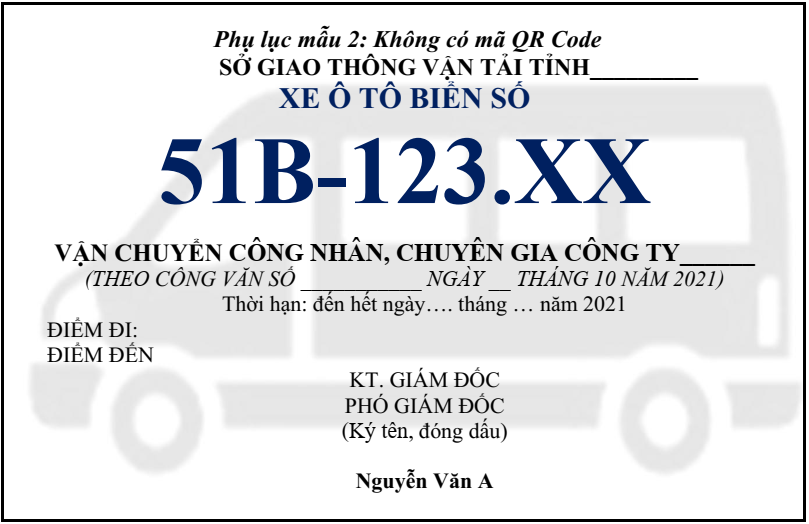 Phụ lục mẫu 2: Không có mã QR Code
SỞ GIAO THÔNG VẬN TẢI TỈNH_________
XE Ô TÔ BIỂN SỐ
51B-123.XX
VẬN CHUYỂN CÔNG NHÂN, CHUYÊN GIA CÔNG TY______
(THEO CÔNG VĂN SỐ ___________ NGÀY __ THÁNG 10 NĂM 2021)
Thời hạn: đến hết ngày…. tháng … năm 2021
ĐIỂM ĐI:
ĐIỂM ĐẾN
KT. GIÁM ĐỐC
PHÓ GIÁM ĐỐC
(Ký tên, đóng dấu)
Nguyễn Văn A